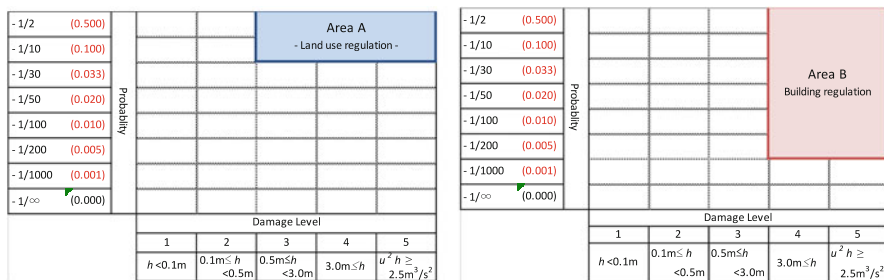 - 1/2 (0.500)
- 1/10 (0.100)
- 1/30 (0.033)
- 1/50 (0.020)
- 1/100 (0.010)
- 1/200 (0.005)
- 1/1000 (0.001)
- 1/∞ (0.000)
Probablity
Area A
- Land use regulation -
Damage Level
1 2 3 4 5
h <0.1m 0.1m≤ h <0.5m 0.5m≤h <3.0m 3.0m≤h u² h ≥ 2.5m³/s²
- 1/2 (0.500)
- 1/10 (0.100)
- 1/30 (0.033)
- 1/50 (0.020)
- 1/100 (0.010)
- 1/200 (0.005)
- 1/1000 (0.001)
- 1/∞ (0.000)
Probablity
Area B
Building regulation
Damage Level
1 2 3 4 5
h <0.1m 0.1m≤ h <0.5m 0.5m≤h <3.0m 3.0m≤h u² h ≥ 2.5m³/s²